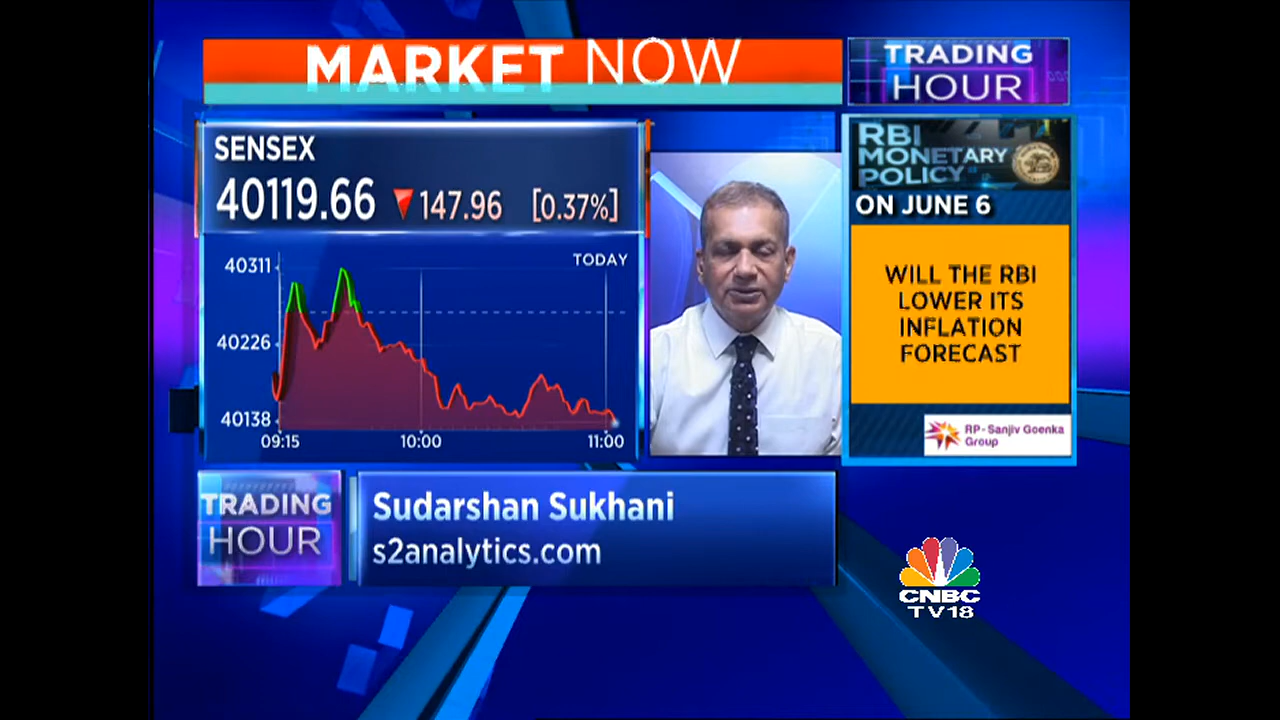 MARKET NOW
TRADING
HOUR
SENSEX
40119.66 ▼ 147.96 [0.37%]
TODAY
40311
40226
40138
09:15 10:00 11:00
RBI
MONETARY
POLICY
ON JUNE 6
WILL THE RBI
LOWER ITS
INFLATION
FORECAST
RP-Sanjiv Goenka
Group
TRADING
HOUR
Sudarshan Sukhani
s2analytics.com
CNBC
TV18